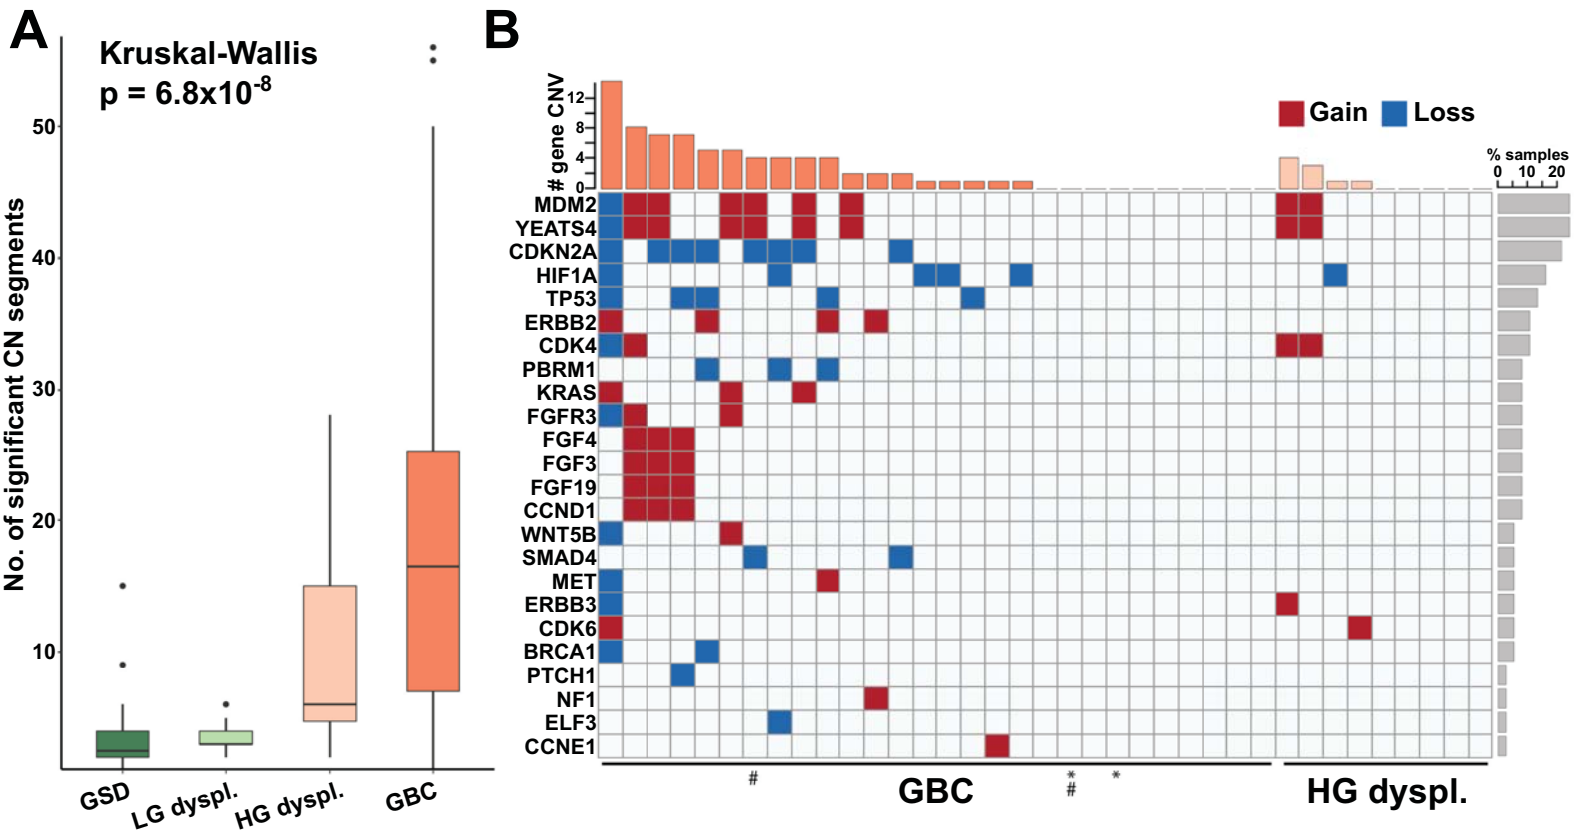 A
Kruskal-Wallis
p = 6.8x10-8
No. of significant CN segments
50
40
30
20
10
GSD
LG dyspl.
HG dyspl.
GBC
B
# gene CNV
12
8
4
0
Gain
Loss
% samples
0 10 20
MDM2
YEATS4
CDKN2A
HIF1A
TP53
ERBB2
CDK4
PBRM1
KRAS
FGFR3
FGF4
FGF3
FGF19
CCND1
WNT5B
SMAD4
MET
ERBB3
CDK6
BRCA1
PTCH1
NF1
ELF3
CCNE1
# * *
#
GBC
HG dyspl.